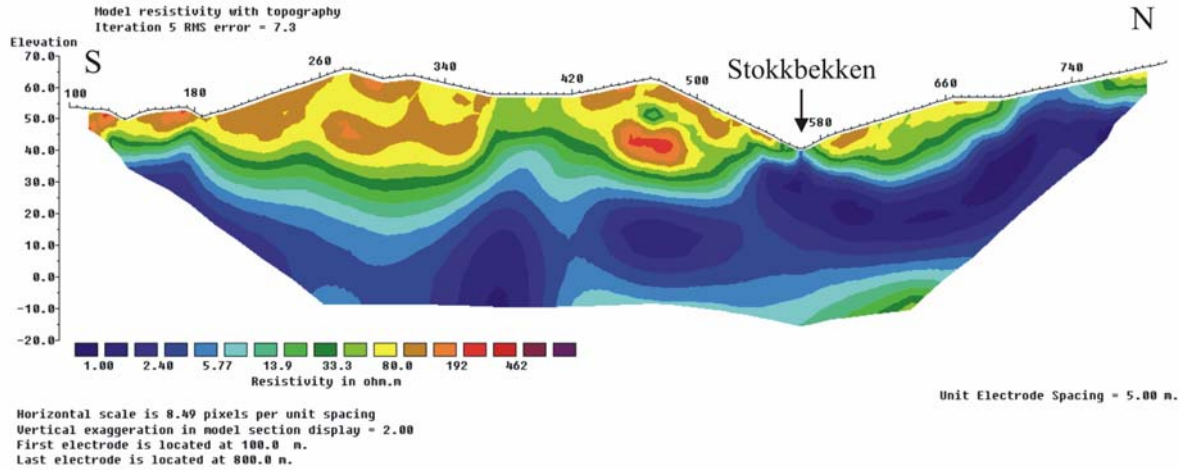 Model resistivity with topography
Iteration 5 RMS error = 7.3
Elevation
70.0
60.0
50.0
40.0
30.0
20.0
10.0
0.0
-10.0
-20.0
S
N
Stokkbekken
100 180 260 340 420 500 580 660 740
1.00 2.40 5.77 13.9 33.3 80.0 192 462
Resistivity in ohm.m
Unit Electrode Spacing = 5.00 m.
Horizontal scale is 8.49 pixels per unit spacing
Vertical exaggeration in model section display = 2.00
First electrode is located at 100.0 m.
Last electrode is located at 800.0 m.